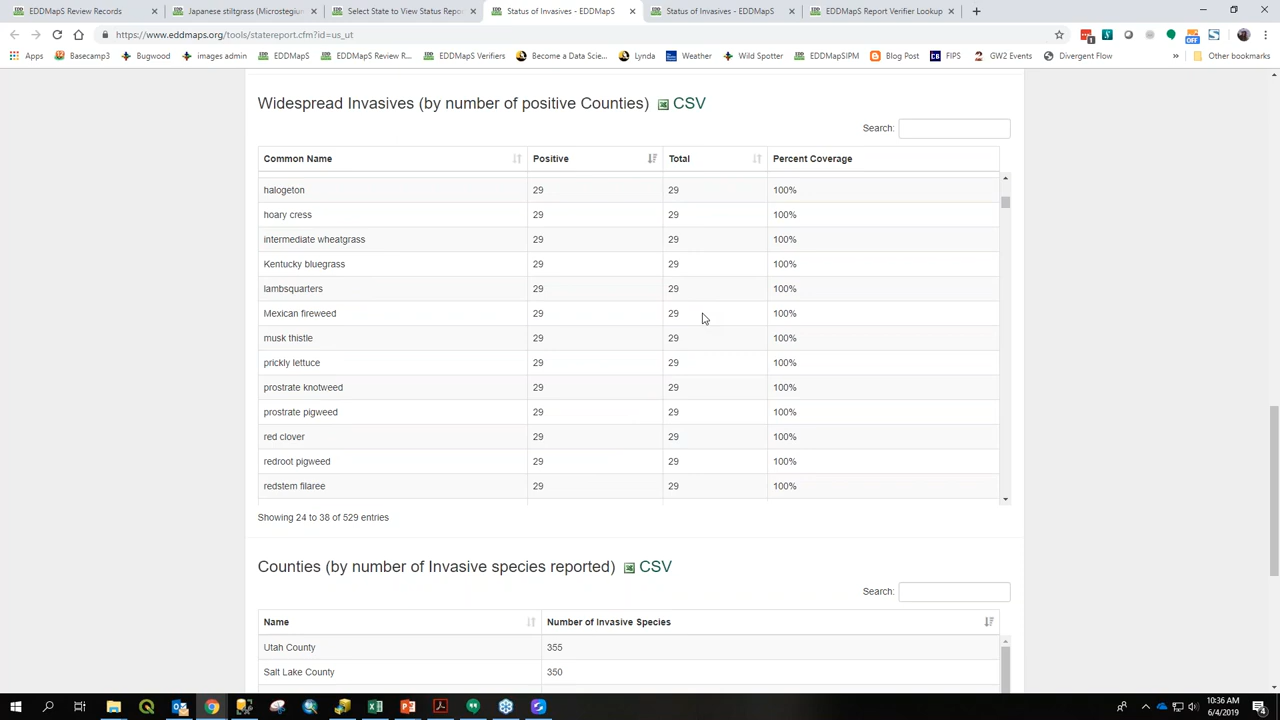 EDDMapS Review Records
Japanese stiltgrass (Microstegium
Select State to View Status Repor
Status of Invasives - EDDMapS
Status of Invasives - EDDMapS
EDDMapS Report Verifier Lookup
https://www.eddmaps.org/tools/statereport.cfm?id=us_ut
Apps
Basecamp3
Bugwood
images admin
EDDMapS
EDDMapS Review R...
EDDMapS Verifiers
Become a Data Scie...
Lynda
Weather
Wild Spotter
EDDMapSIPM
Blog Post
FIPS
GW2 Events
Divergent Flow
»
Other bookmarks
Widespread Invasives (by number of positive Counties) CSV
Search:
Common Name Positive Total Percent Coverage
halogeton 29 29 100%
hoary cress 29 29 100%
intermediate wheatgrass 29 29 100%
Kentucky bluegrass 29 29 100%
lambsquarters 29 29 100%
Mexican fireweed 29 29 100%
musk thistle 29 29 100%
prickly lettuce 29 29 100%
prostrate knotweed 29 29 100%
prostrate pigweed 29 29 100%
red clover 29 29 100%
redroot pigweed 29 29 100%
redstem filaree 29 29 100%
Showing 24 to 38 of 529 entries
Counties (by number of Invasive species reported) CSV
Search:
Name Number of Invasive Species
Utah County 355
Salt Lake County 350
10:36 AM
6/4/2019